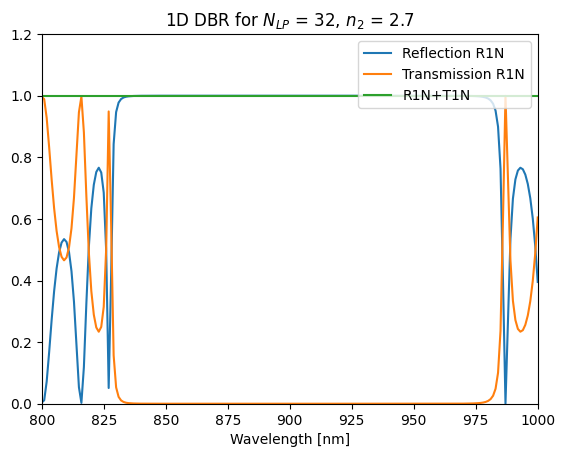 1D DBR for $N_{LP}$ = 32, $n_2$ = 2.7
1.2
1.0
0.8
0.6
0.4
0.2
0.0
Reflection R1N
Transmission R1N
R1N+T1N
800 825 850 875 900 925 950 975 1000
Wavelength [nm]